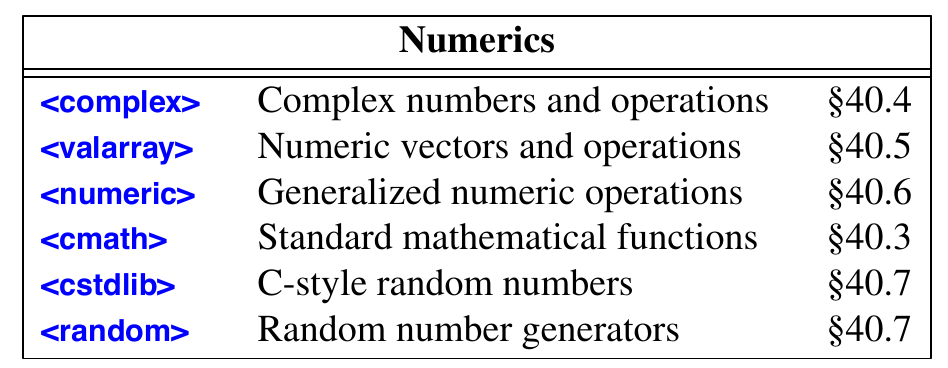 Numerics
<complex> Complex numbers and operations §40.4
<valarray> Numeric vectors and operations §40.5
<numeric> Generalized numeric operations §40.6
<cmath> Standard mathematical functions §40.3
<cstdlib> C-style random numbers §40.7
<random> Random number generators §40.7